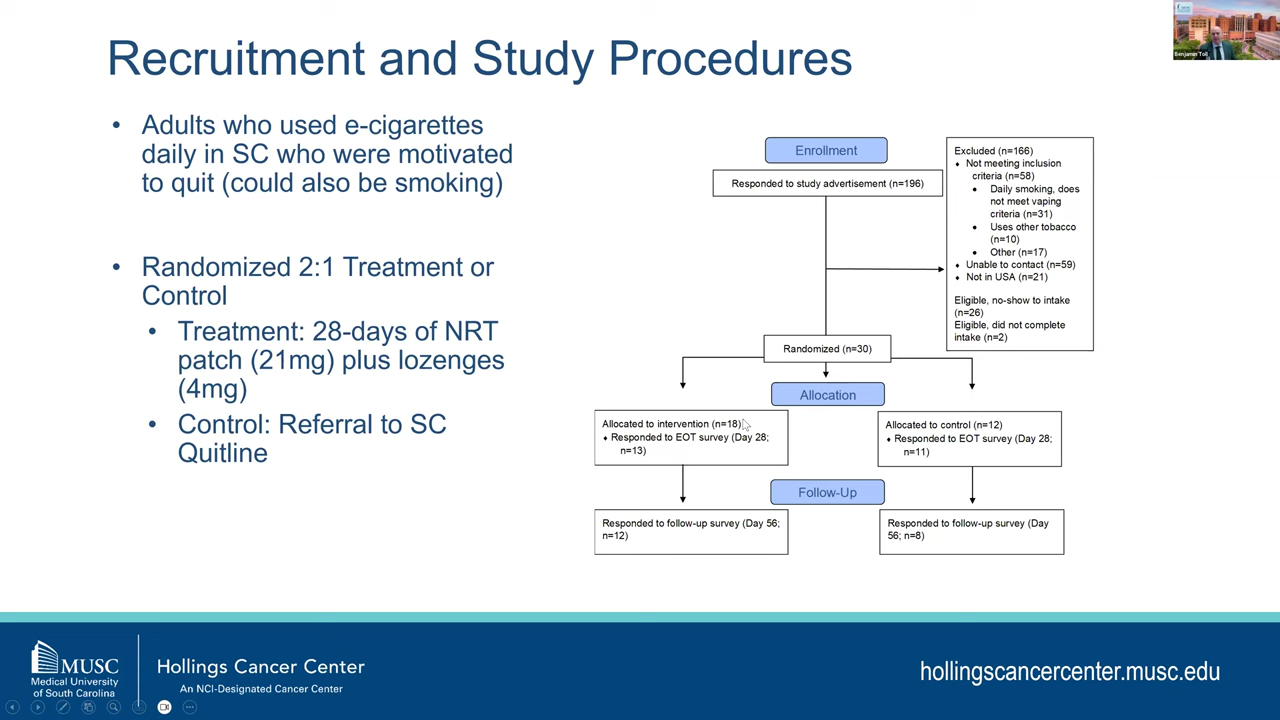 Recruitment and Study Procedures
• Adults who used e-cigarettes
daily in SC who were motivated
to quit (could also be smoking)
• Randomized 2:1 Treatment or
Control
• Treatment: 28-days of NRT
patch (21mg) plus lozenges
(4mg)
• Control: Referral to SC
Quitline
Enrollment
Responded to study advertisement (n=196)
Excluded (n=166)
♦ Not meeting inclusion
criteria (n=58)
• Daily smoking, does
not meet vaping
criteria (n=31)
• Uses other tobacco
(n=10)
• Other (n=17)
♦ Unable to contact (n=59)
♦ Not in USA (n=21)
Eligible, no-show to intake
(n=26)
Eligible, did not complete
intake (n=2)
Randomized (n=30)
Allocation
Allocated to intervention (n=18)
♦ Responded to EOT survey (Day 28;
n=13)
Allocated to control (n=12)
♦ Responded to EOT survey (Day 28;
n=11)
Follow-Up
Responded to follow-up survey (Day 56;
n=12)
Responded to follow-up survey (Day
56; n=8)
MUSC
Medical University
of South Carolina
Hollings Cancer Center
An NCI-Designated Cancer Center
hollingscancercenter.musc.edu
MUSC
Benjamin Toll